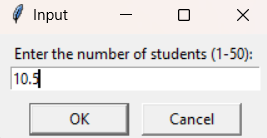 Input
Enter the number of students (1-50):
10.5
OK
Cancel